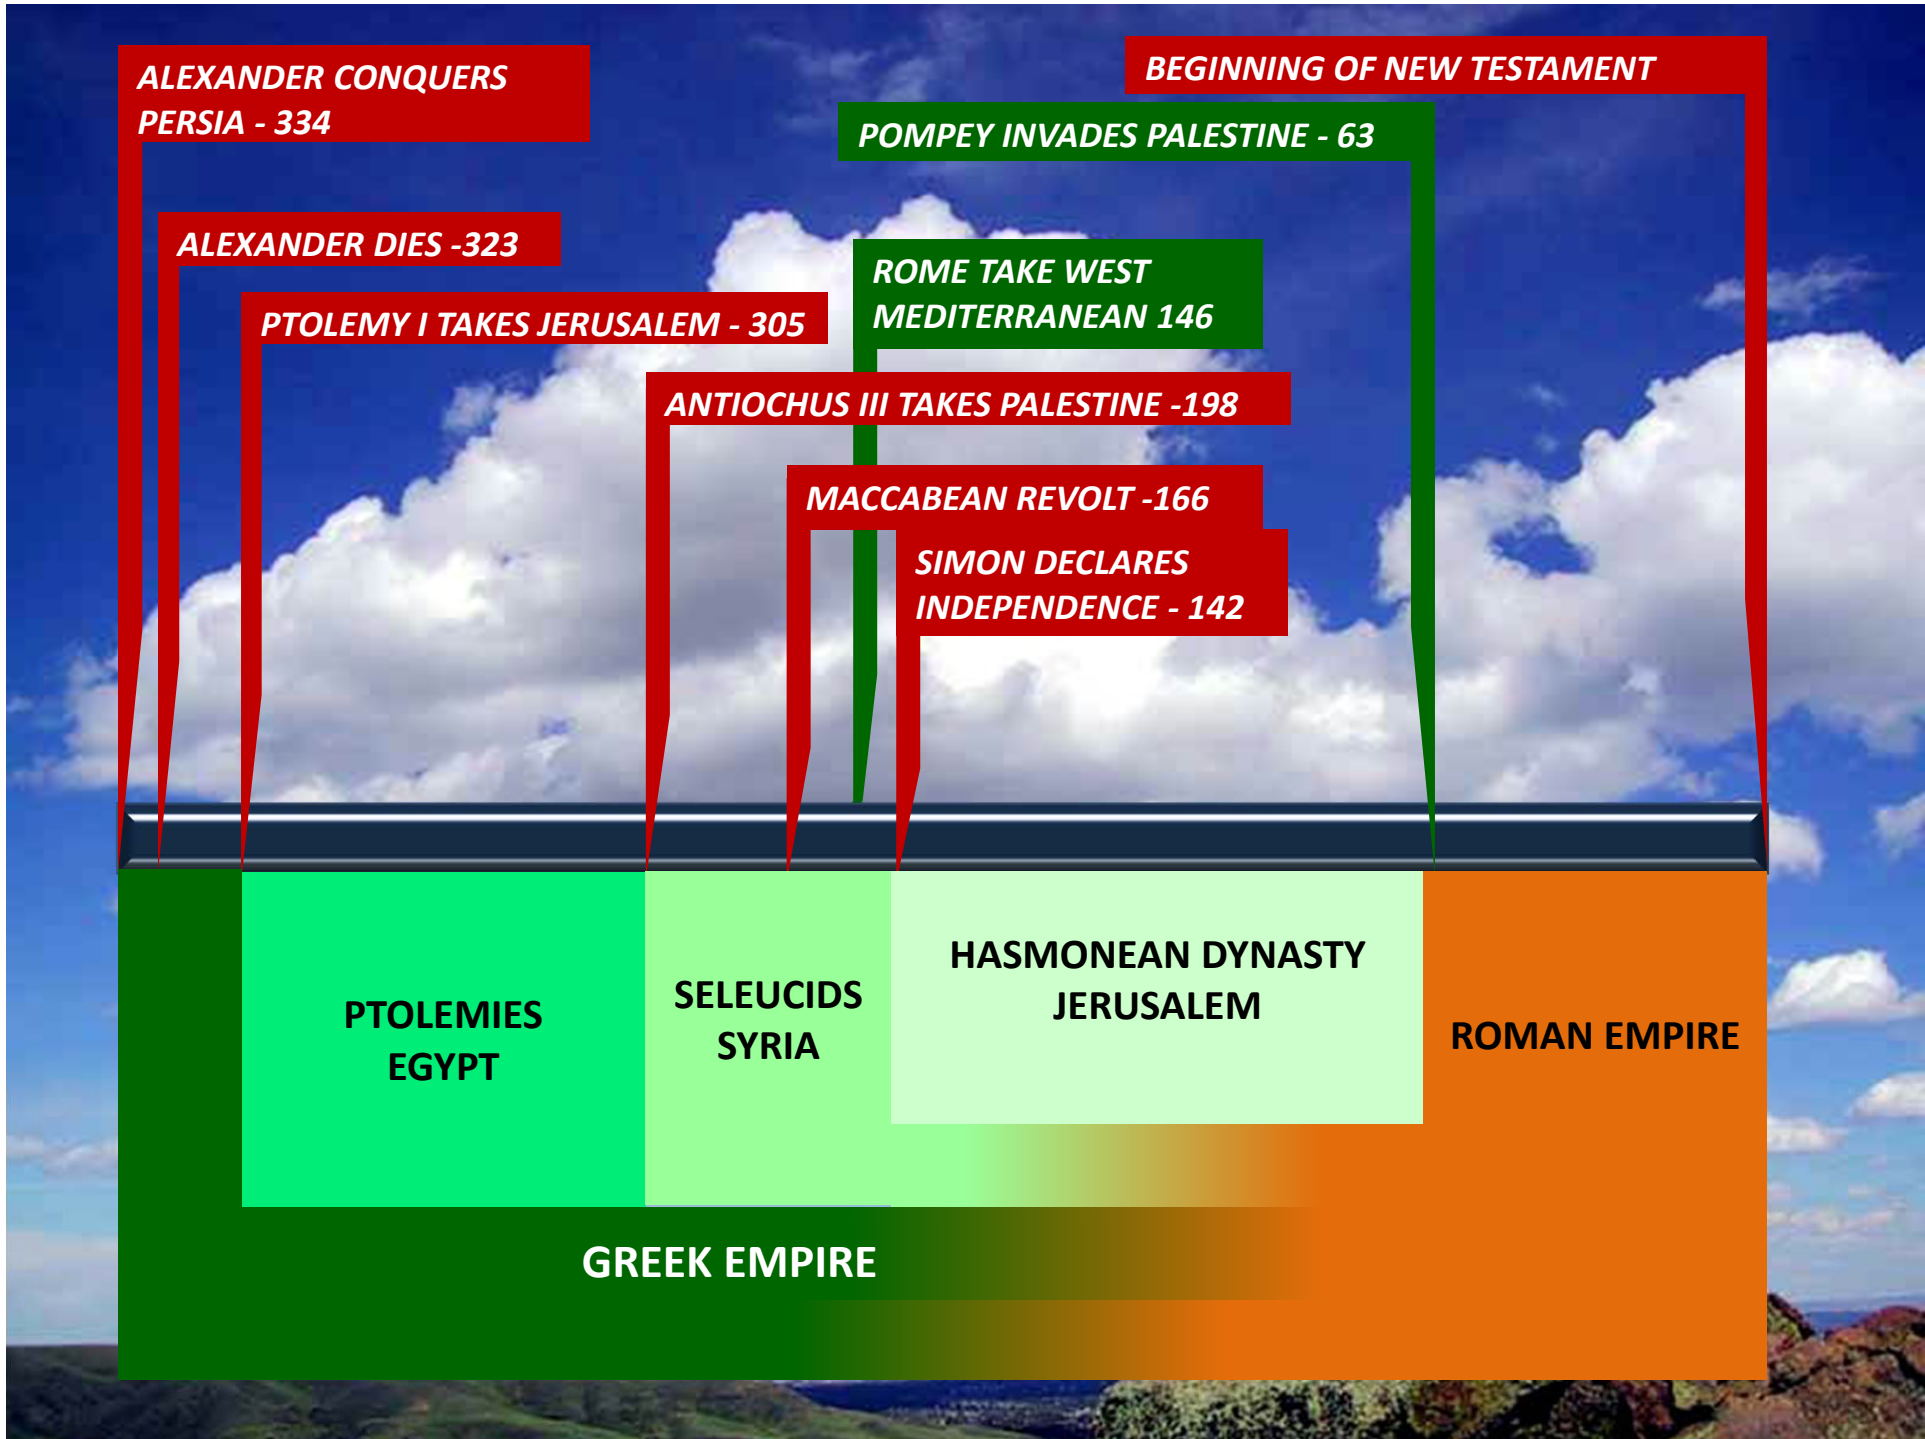 ALEXANDER CONQUERS
PERSIA - 334
BEGINNING OF NEW TESTAMENT
POMPEY INVADES PALESTINE - 63
ALEXANDER DIES -323
ROME TAKE WEST
MEDITERRANEAN 146
PTOLEMY I TAKES JERUSALEM - 305
ANTIOCHUS III TAKES PALESTINE -198
MACCABEAN REVOLT -166
SIMON DECLARES
INDEPENDENCE - 142
PTOLEMIES
EGYPT
SELEUCIDS
SYRIA
HASMONEAN DYNASTY
JERUSALEM
ROMAN EMPIRE
GREEK EMPIRE